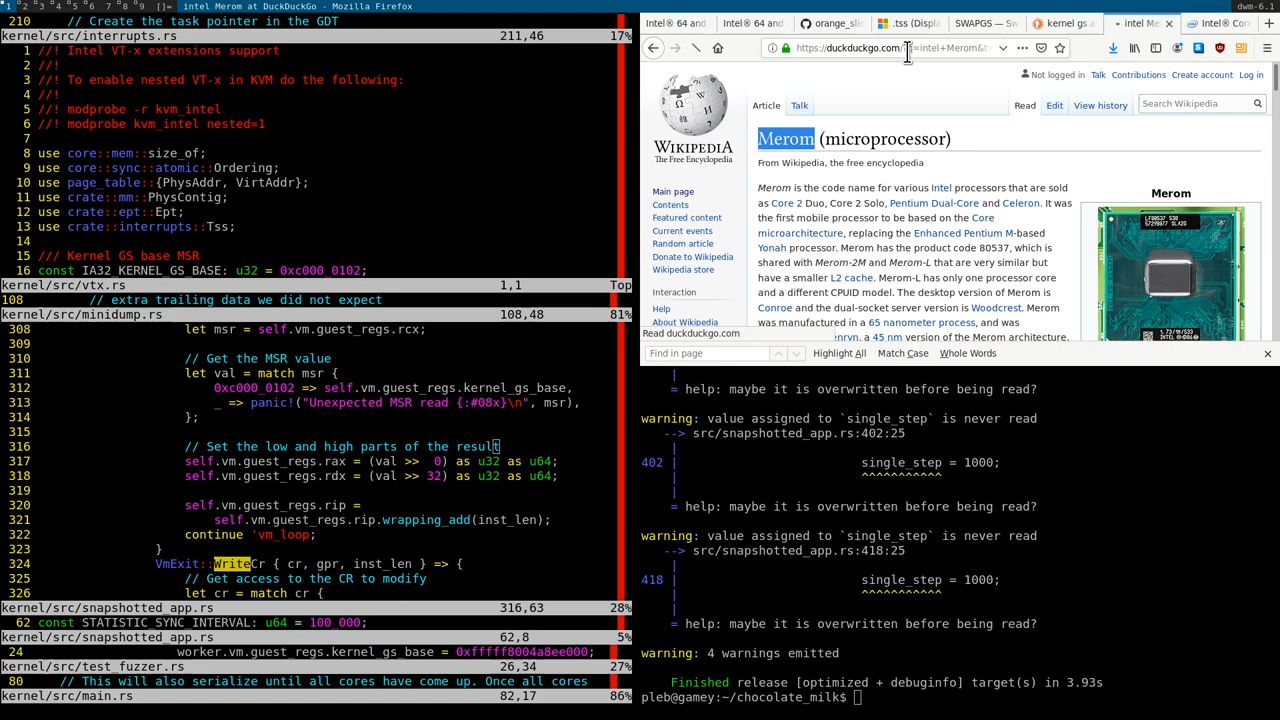 1 2 3 4 5 6 7 8 9 []= intel Merom at DuckDuckGo - Mozilla Firefox dwm-6.1
210 // Create the task pointer in the GDT
kernel/src/interrupts.rs 211,46 17%
1 //! Intel VT-x extensions support
2 //!
3 //! To enable nested VT-x in KVM do the following:
4 //!
5 //! modprobe -r kvm_intel
6 //! modprobe kvm_intel nested=1
7
8 use core::mem::size_of;
9 use core::sync::atomic::Ordering;
10 use page_table::{PhysAddr, VirtAddr};
11 use crate::mm::PhysContig;
12 use crate::ept::Ept;
13 use crate::interrupts::Tss;
14
15 /// Kernel GS base MSR
16 const IA32_KERNEL_GS_BASE: u32 = 0xc000_0102;
kernel/src/vtx.rs 1,1 Top
108 // extra trailing data we did not expect
kernel/src/minidump.rs 108,48 81%
308 let msr = self.vm.guest_regs.rcx;
309
310 // Get the MSR value
311 let val = match msr {
312 0xc000_0102 => self.vm.guest_regs.kernel_gs_base,
313 _ => panic!("Unexpected MSR read {:#08x}\n", msr),
314 };
315
316 // Set the low and high parts of the result
317 self.vm.guest_regs.rax = (val >> 0) as u32 as u64;
318 self.vm.guest_regs.rdx = (val >> 32) as u32 as u64;
319
320 self.vm.guest_regs.rip =
321 self.vm.guest_regs.rip.wrapping_add(inst_len);
322 continue 'vm_loop;
323 }
324 VmExit::WriteCr { cr, gpr, inst_len } => {
325 // Get access to the CR to modify
326 let cr = match cr {
kernel/src/snapshotted_app.rs 316,63 28%
62 const STATISTIC_SYNC_INTERVAL: u64 = 100_000;
kernel/src/snapshotted_app.rs 62,8 5%
24 worker.vm.guest_regs.kernel_gs_base = 0xfffff8004a8ee000;
kernel/src/test_fuzzer.rs 26,34 27%
80 // This will also serialize until all cores have come up. Once all cores
kernel/src/main.rs 82,17 86%
Intel® 64 and Intel® 64 and orange_slic .tss (Displa SWAPGS — Sw kernel gs a intel Me Intel® Core
https://duckduckgo.com/?q=intel+Merom&t
Not logged in Talk Contributions Create account Log in
Article Talk Read Edit View history Search Wikipedia
WIKIPEDIA
The Free Encyclopedia
Main page
Contents
Featured content
Current events
Random article
Donate to Wikipedia
Wikipedia store
Interaction
Help
About Wikipedia
Merom (microprocessor)
From Wikipedia, the free encyclopedia
Merom is the code name for various Intel processors that are sold
as Core 2 Duo, Core 2 Solo, Pentium Dual-Core and Celeron. It was
the first mobile processor to be based on the Core
microarchitecture, replacing the Enhanced Pentium M-based
Yonah processor. Merom has the product code 80537, which is
shared with Merom-2M and Merom-L that are very similar but
have a smaller L2 cache. Merom-L has only one processor core
and a different CPUID model. The desktop version of Merom is
Conroe and the dual-socket server version is Woodcrest. Merom
was manufactured in a 65 nanometer process, and was
enryn, a 45 nm version of the Merom architecture.
Merom
Read duckduckgo.com
Find in page Highlight All Match Case Whole Words
|
= help: maybe it is overwritten before being read?
warning: value assigned to `single_step` is never read
--> src/snapshotted_app.rs:402:25
|
402 | single_step = 1000;
| ^^^^^^^^^^^
|
= help: maybe it is overwritten before being read?
warning: value assigned to `single_step` is never read
--> src/snapshotted_app.rs:418:25
|
418 | single_step = 1000;
| ^^^^^^^^^^^
|
= help: maybe it is overwritten before being read?
warning: 4 warnings emitted
Finished release [optimized + debuginfo] target(s) in 3.93s
pleb@gamey:~/chocolate_milk$